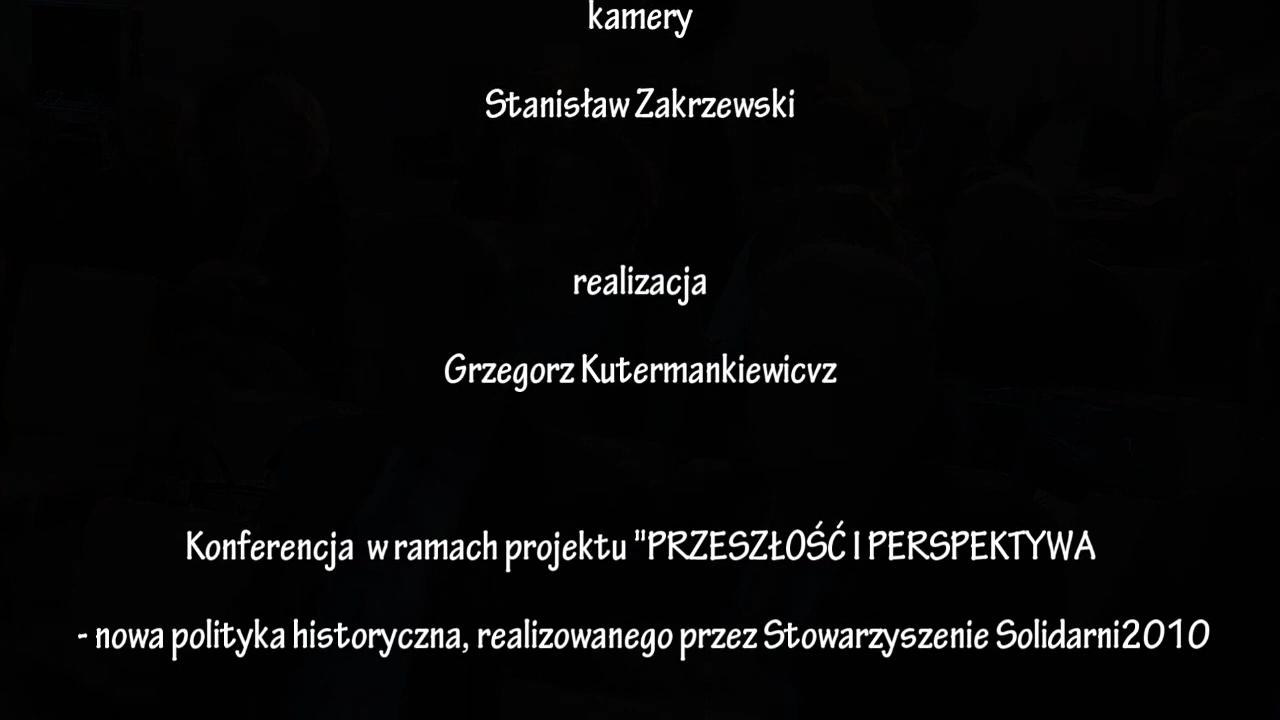 kamery
Stanisław Zakrzewski
realizacja
Grzegorz Kutermankiewicvz
Konferencja w ramach projektu "PRZESZŁOŚĆ I PERSPEKTYWA
- nowa polityka historyczna, realizowanego przez Stowarzyszenie Solidarni2010